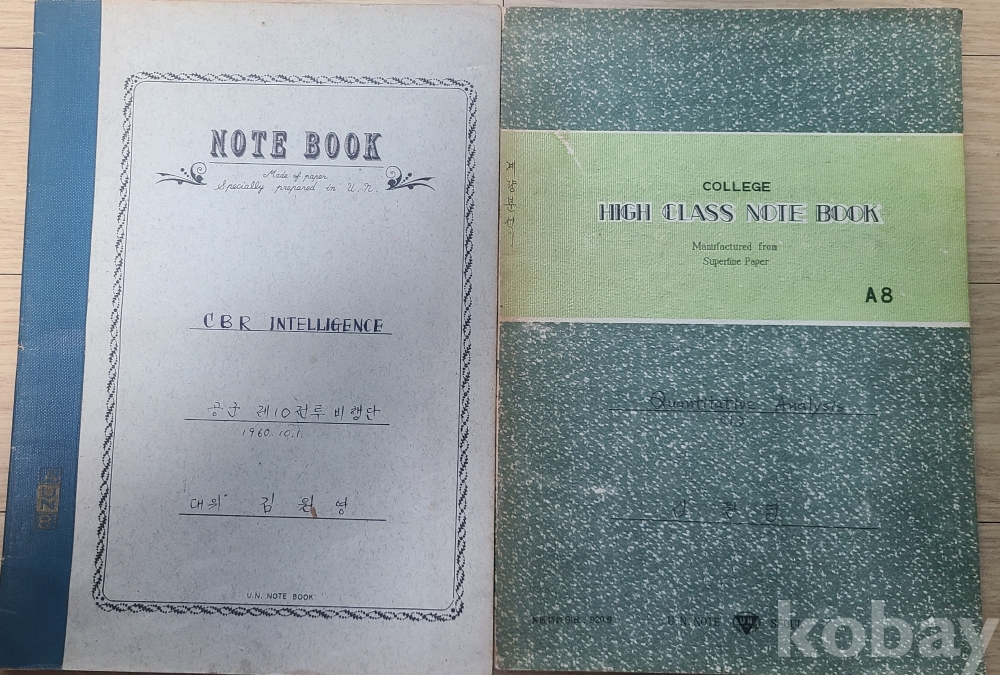 NOTE BOOK
Made of paper
Specially prepared in U.N.
CBR INTELLIGENCE
공군 제10전투비행단
1960.10.1.
대위 김원영
U.N. NOTE BOOK
COLLEGE
HIGH CLASS NOTE BOOK
Manufactured from
Superfine Paper
A8
Quantitative Analysis
U.N. NOTE UN
kobay